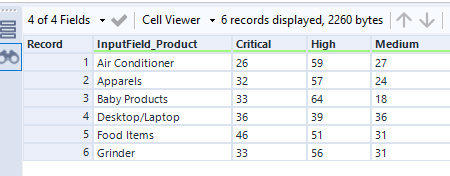 4 of 4 Fields Cell Viewer 6 records displayed, 2260 bytes
Record InputField_Product Critical High Medium
1 Air Conditioner 26 59 27
2 Apparels 32 57 24
3 Baby Products 33 64 18
4 Desktop/Laptop 36 39 36
5 Food Items 46 51 31
6 Grinder 33 56 31